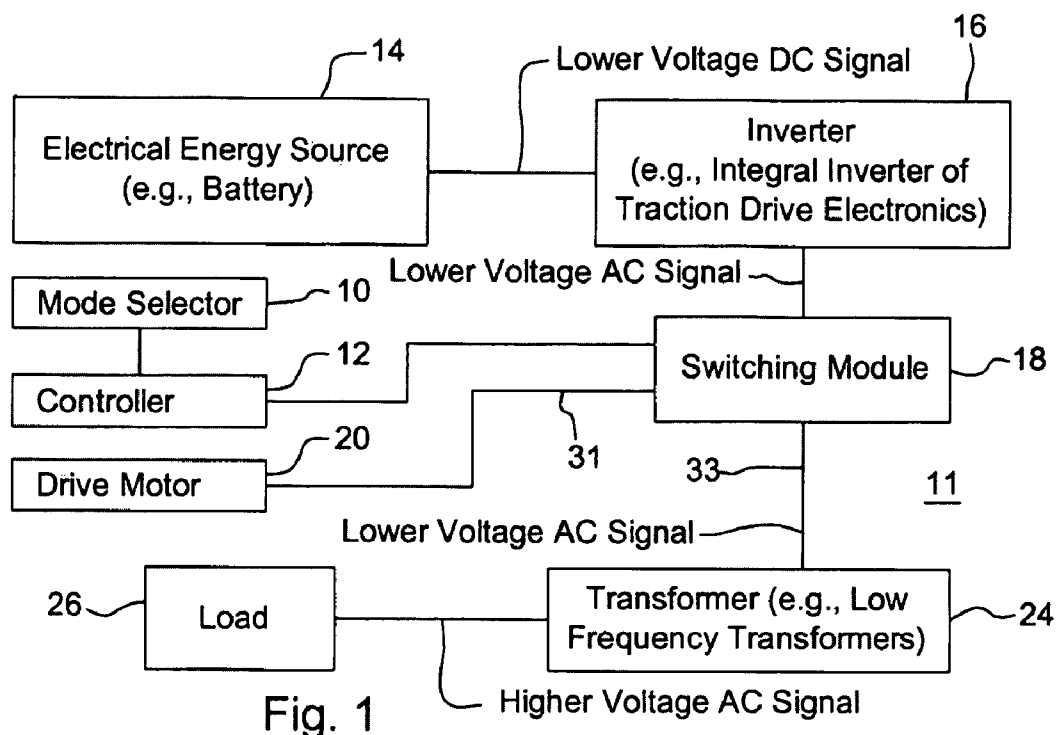 14
Lower Voltage DC Signal
16
Electrical Energy Source
(e.g., Battery)
Inverter
(e.g., Integral Inverter of
Traction Drive Electronics)
Lower Voltage AC Signal
Mode Selector
10
12
Controller
Switching Module
18
20
Drive Motor
31
33
11
Lower Voltage AC Signal
26
Load
Transformer (e.g., Low
Frequency Transformers)
24
Higher Voltage AC Signal
Fig. 1